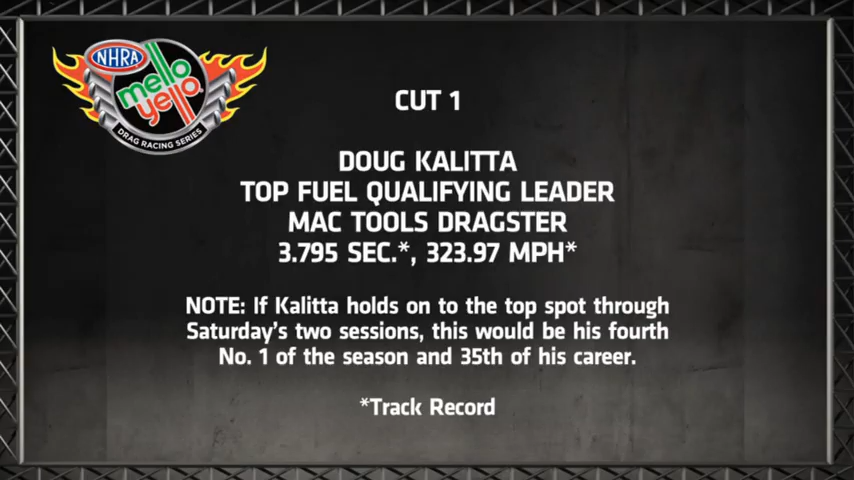 NHRA
mello
yello
DRAG RACING SERIES
CUT 1
DOUG KALITTA
TOP FUEL QUALIFYING LEADER
MAC TOOLS DRAGSTER
3.795 SEC.*, 323.97 MPH*
NOTE: If Kalitta holds on to the top spot through
Saturday's two sessions, this would be his fourth
No. 1 of the season and 35th of his career.
*Track Record